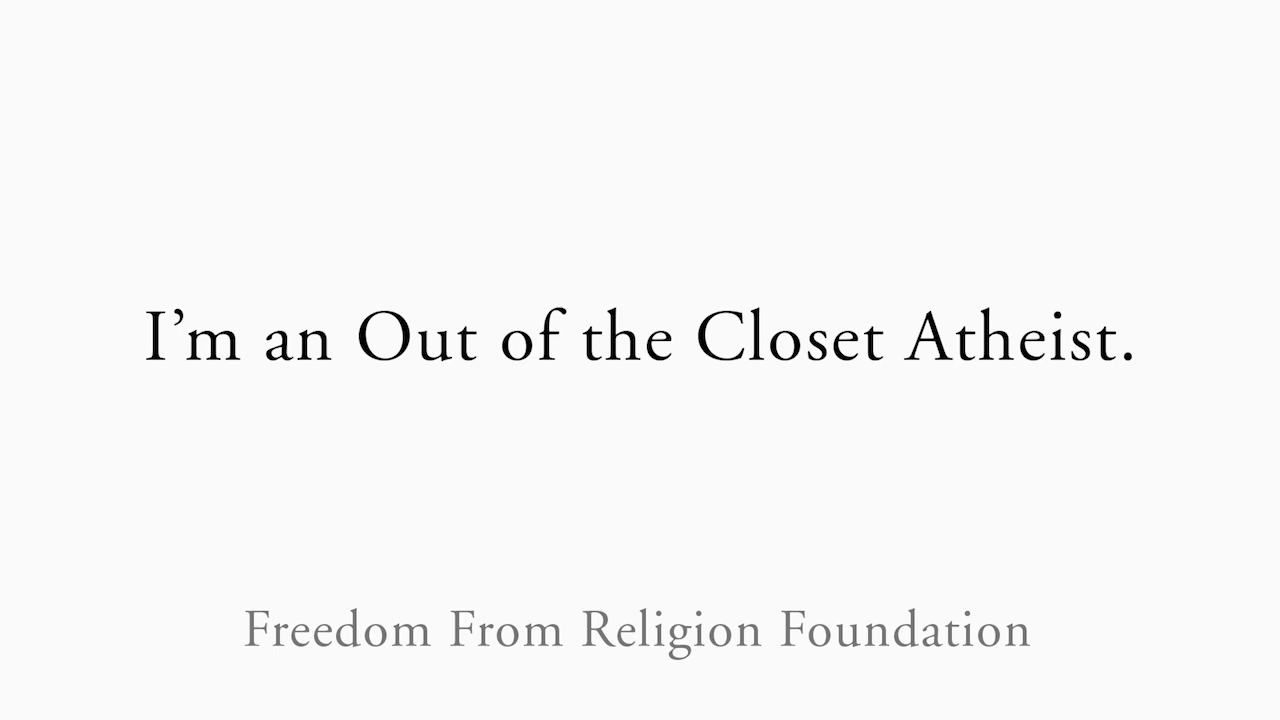 I’m an Out of the Closet Atheist.
Freedom From Religion Foundation